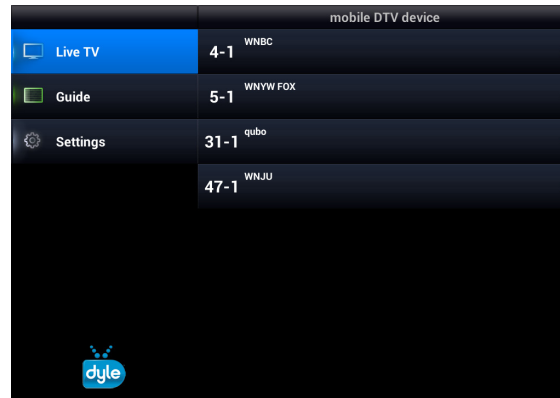 mobile DTV device
Live TV
Guide
Settings
4-1 WNBC
5-1 WNYW FOX
31-1 qubo
47-1 WNJU
dyle